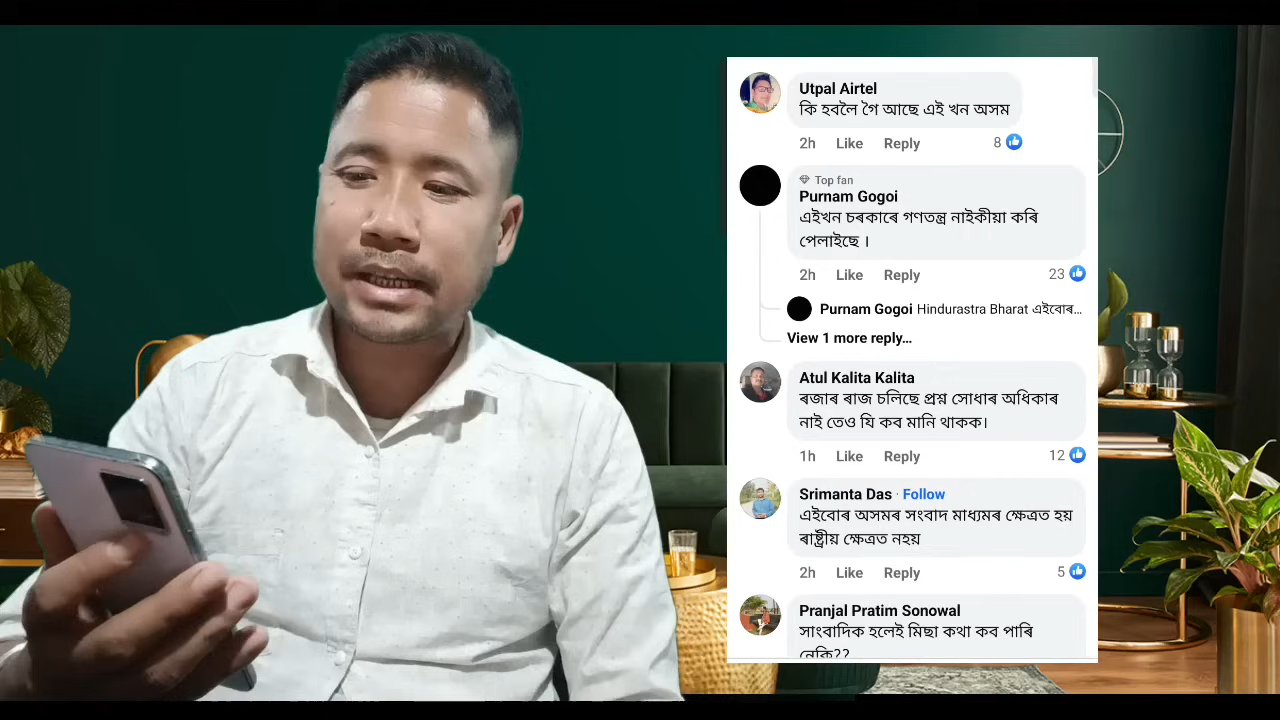 Utpal Airtel
কি হবলৈ গৈ আছে এই খন অসম
2h Like Reply 8
Top fan
Purnam Gogoi
এইখন চৰকাৰে গণতন্ত্ৰ নাইকীয়া কৰি
পেলাইছে ।
2h Like Reply 23
Purnam Gogoi Hindurastra Bharat এইবোৰ...
View 1 more reply...
Atul Kalita Kalita
ৰজাৰ ৰাজ চলিছে প্ৰশ্ন সোধাৰ অধিকাৰ
নাই তেও যি কব মানি থাকক।
1h Like Reply 12
Srimanta Das · Follow
এইবোৰ অসমৰ সংবাদ মাধ্যমৰ ক্ষেত্ৰত হয়
ৰাষ্ট্ৰীয় ক্ষেত্ৰত নহয়
2h Like Reply 5
Pranjal Pratim Sonowal
সাংবাদিক হলেই মিছা কথা কব পাৰি
নেকি??